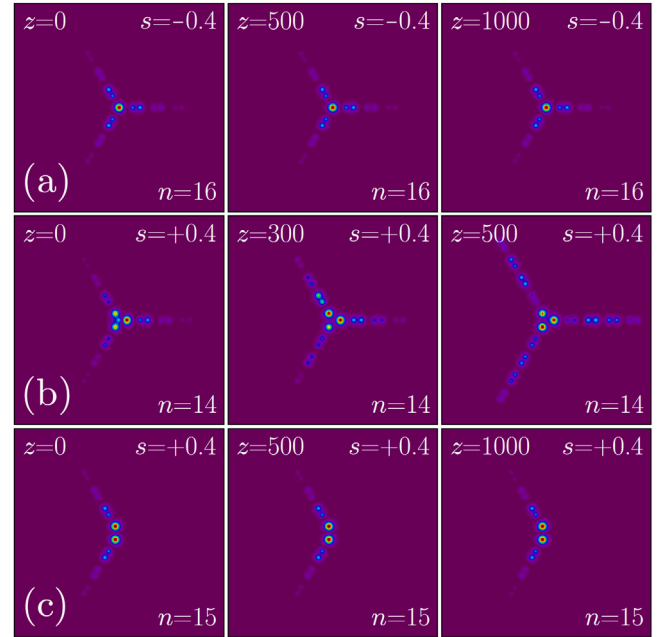 z=0 s=−0.4 z=500 s=−0.4 z=1000 s=−0.4
(a) n=16 n=16 n=16
z=0 s=+0.4 z=300 s=+0.4 z=500 s=+0.4
(b) n=14 n=14 n=14
z=0 s=+0.4 z=500 s=+0.4 z=1000 s=+0.4
(c) n=15 n=15 n=15